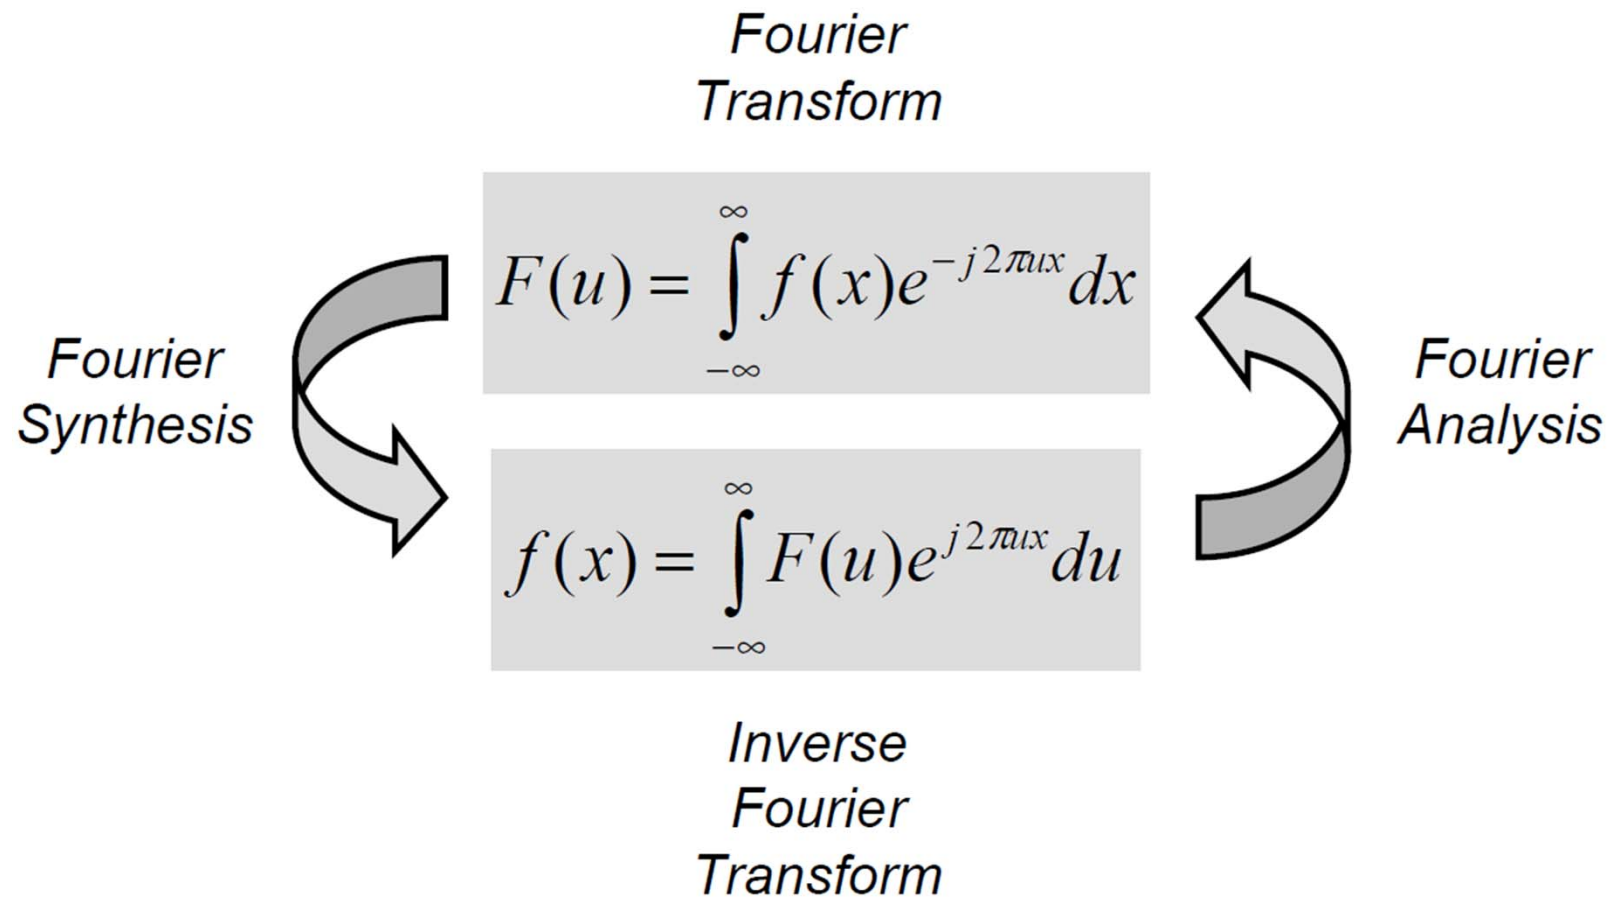 Fourier
Transform
F(u) = ∫_{-∞}^{∞} f(x)e^{-j2πux}dx
Fourier
Synthesis
Fourier
Analysis
f(x) = ∫_{-∞}^{∞} F(u)e^{j2πux}du
Inverse
Fourier
Transform